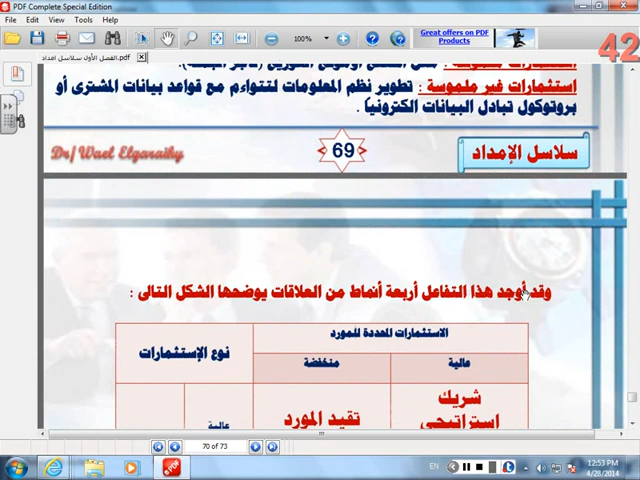 PDF Complete Special Edition
File Edit View Tools Help
100%
Great offers on PDF
Products
42
الفصل الأول سلاسل امداد.pdf
استثمارات غير ملموسة : تطوير نظم المعلومات لتتواءم مع قواعد بيانات المشترى أو
بروتوكول تبادل البيانات الكترونياً .
سلاسل الإمداد
69
Dr/ Wael Elgaraihy
وقد أوجد هذا التفاعل أربعة أنماط من العلاقات يوضحها الشكل التالى :
الاستثمارات المحددة للمورد
نوع الإستثمارات
عالية
منخفضة
شريك
استراتيجى
تقيد المورد
عالية
70 of 73
EN
12:53 PM
4/28/2014